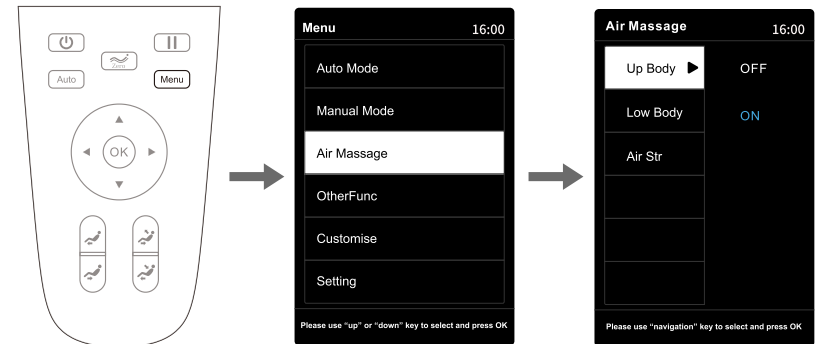 Zero
Auto
Menu
OK
Menu 16:00
Auto Mode
Manual Mode
Air Massage
OtherFunc
Customise
Setting
Please use “up” or “down” key to select and press OK
Air Massage 16:00
Up Body OFF
Low Body ON
Air Str
Please use “navigation” key to select and press OK